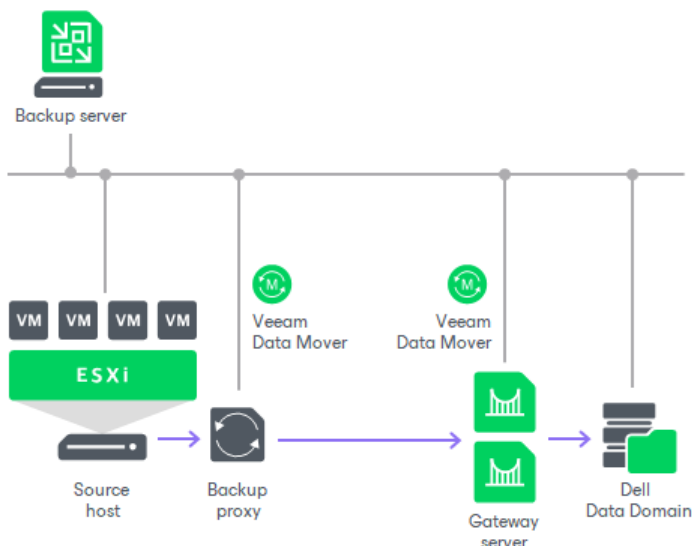 Backup server
M
M
Veeam
Data Mover
Veeam
Data Mover
VM VM VM VM
ESXi
Source
host
Backup
proxy
Gateway
server
Dell
Data Domain